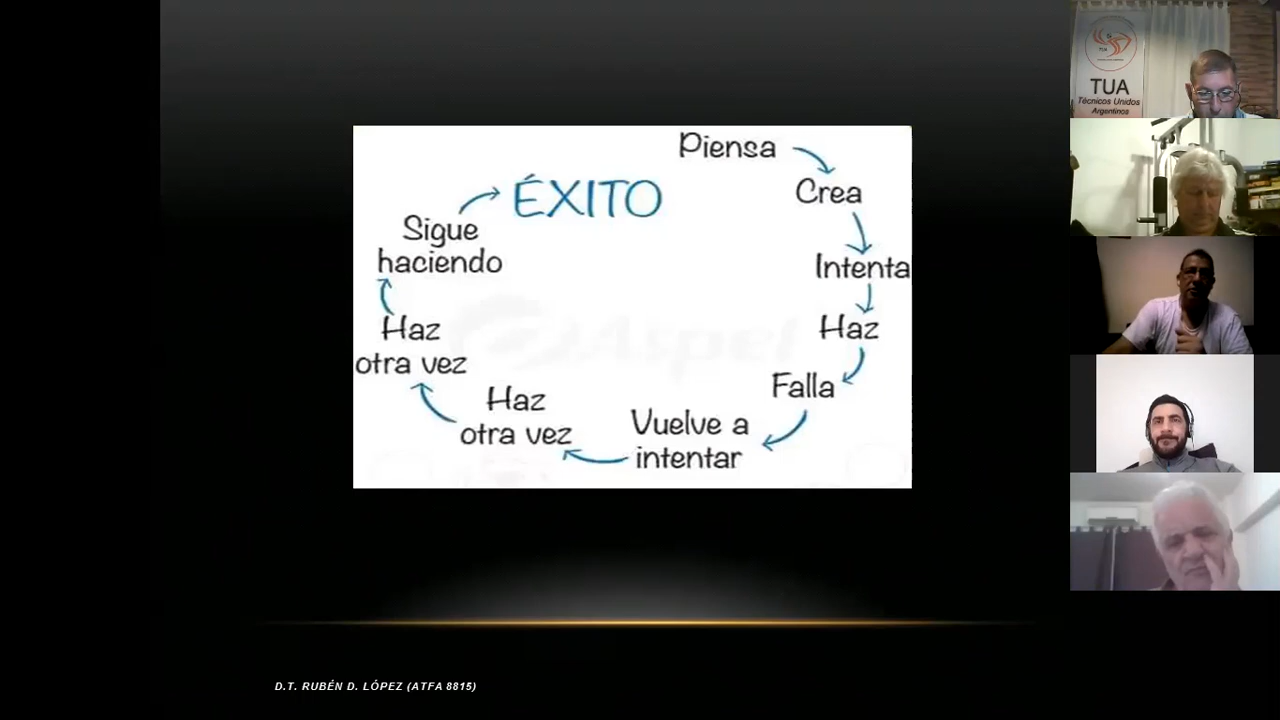 Piensa
Crea
Intenta
Haz
Falla
Vuelve a
intentar
Haz
otra vez
Haz
otra vez
Sigue
haciendo
ÉXITO
D.T. RUBÉN D. LÓPEZ (ATFA 8815)
TUA
TUA
Técnicos Unidos
Argentinos